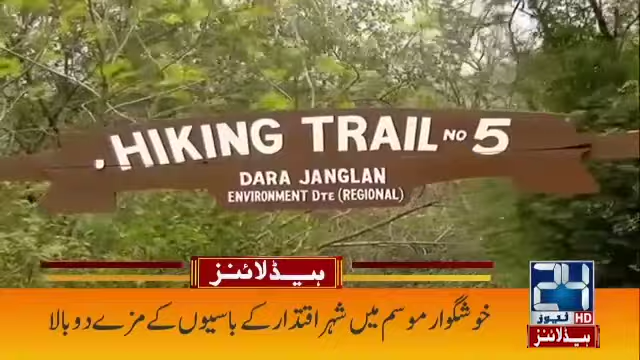 HIKING TRAIL NO 5
DARA JANGLAN
ENVIRONMENT DTE (REGIONAL)
ہیڈلائنز
خوشگوار موسم میں شہر اقتدار کے باسیوں کے مزے دوبالا
24
نیوز HD
ہیڈلائنز